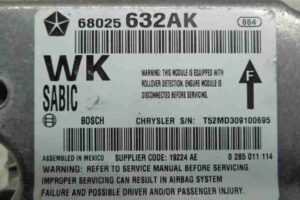 68025 632AK 864
WK
SABIC
WARNING: THIS MODULE IS EQUIPPED WITH
ROLLOVER DETECTION. ENSURE MODULE IS
DISCONNECTED BEFORE SERVICING.
F
BOSCH CHRYSLER S/N: T52MD309100695
ASSEMBLED IN MEXICO SUPPLIER CODE: 19224 AE 0 285 011 114
WARNING: REFER TO SERVICE MANUAL BEFORE SERVICING.
IMPROPER SERVICING CAN RESULT IN AIRBAG SYSTEM
FAILURE AND POSSIBLE DRIVER AND/OR PASSENGER INJURY.